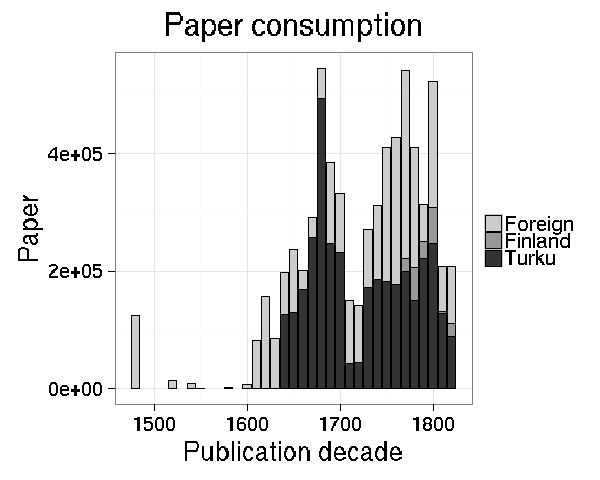 Paper consumption
Paper
4e+05
2e+05
0e+00
1500 1600 1700 1800
Publication decade
Foreign
Finland
Turku